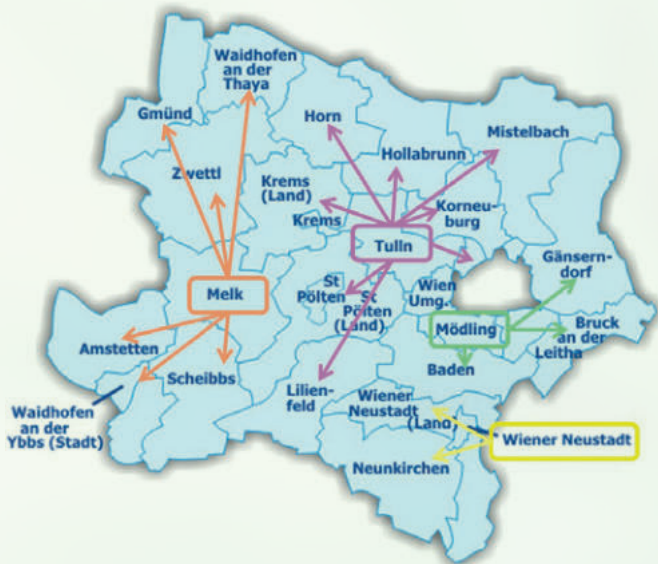 Waidhofen
an der
Thaya
Gmünd
Horn
Mistelbach
Hollabrunn
Zwettl
Krems
(Land)
Krems
Korneu-
burg
Tulln
Gänsern-
dorf
St
Pölten
St
Pölten
(Land)
Wien
Umg.
Melk
Mödling
Bruck
an der
Leitha
Amstetten
Scheibbs
Baden
Lilien-
feld
Wiener
Neustadt
(Land)
Waidhofen
an der
Ybbs (Stadt)
Wiener Neustadt
Neunkirchen